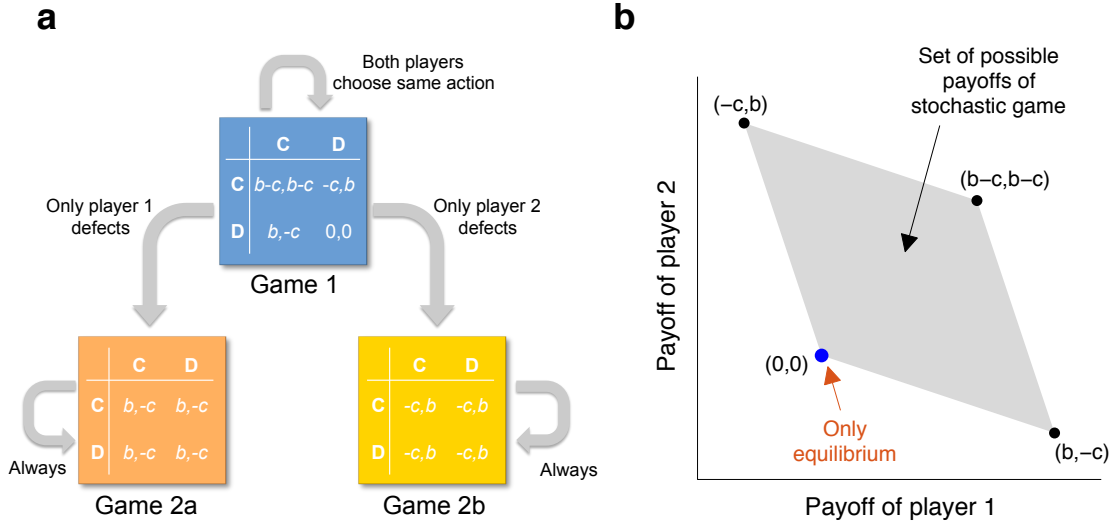 a
Both players
choose same action
C D
C b–c,b–c -c,b
D b,-c 0,0
Game 1
Only player 1
defects
Only player 2
defects
C D
C b,-c b,-c
D b,-c b,-c
Always
Game 2a
C D
C -c,b -c,b
D -c,b -c,b
Always
Game 2b
b
Set of possible
payoffs of
stochastic game
(–c,b)
(b–c,b–c)
(0,0)
Only
equilibrium
(b,–c)
Payoff of player 2
Payoff of player 1